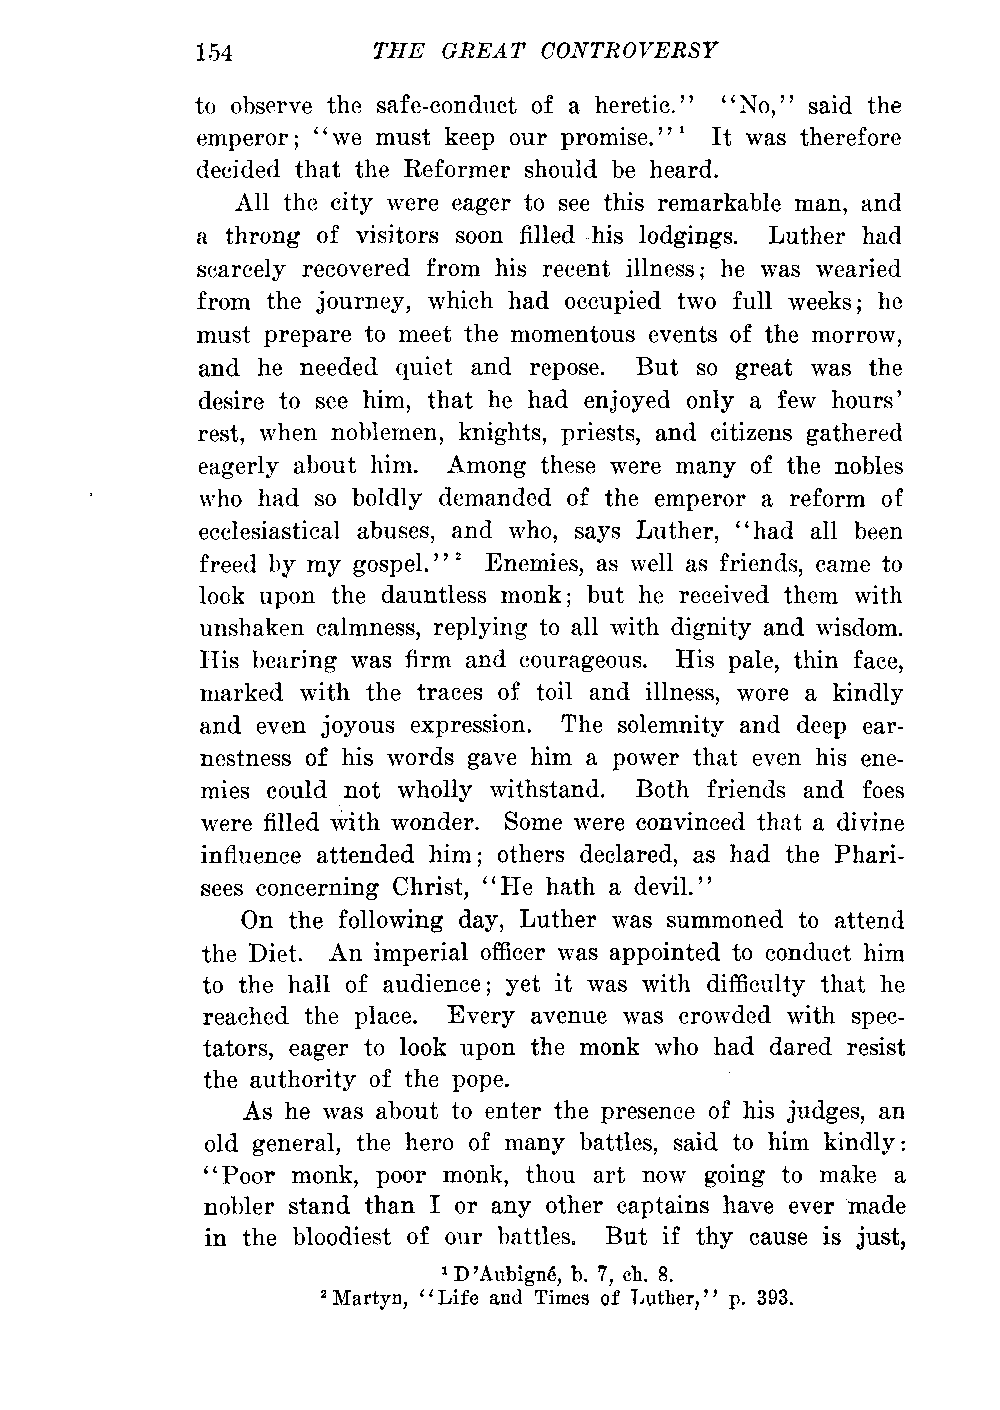 154 THE GREAT CONTROVERSY
to observe the safe-conduct of a heretic.'' ''No,'' said the
emperor; ''we must keep our promise.''¹ It was therefore
decided that the Reformer should be heard.
All the city were eager to see this remarkable man, and
a throng of visitors soon filled his lodgings. Luther had
scarcely recovered from his recent illness; he was wearied
from the journey, which had occupied two full weeks; he
must prepare to meet the momentous events of the morrow,
and he needed quiet and repose. But so great was the
desire to see him, that he had enjoyed only a few hours'
rest, when noblemen, knights, priests, and citizens gathered
eagerly about him. Among these were many of the nobles
who had so boldly demanded of the emperor a reform of
ecclesiastical abuses, and who, says Luther, ''had all been
freed by my gospel.''² Enemies, as well as friends, came to
look upon the dauntless monk; but he received them with
unshaken calmness, replying to all with dignity and wisdom.
His bearing was firm and courageous. His pale, thin face,
marked with the traces of toil and illness, wore a kindly
and even joyous expression. The solemnity and deep ear-
nestness of his words gave him a power that even his ene-
mies could not wholly withstand. Both friends and foes
were filled with wonder. Some were convinced that a divine
influence attended him; others declared, as had the Phari-
sees concerning Christ, ''He hath a devil.''
On the following day, Luther was summoned to attend
the Diet. An imperial officer was appointed to conduct him
to the hall of audience; yet it was with difficulty that he
reached the place. Every avenue was crowded with spec-
tators, eager to look upon the monk who had dared resist
the authority of the pope.
As he was about to enter the presence of his judges, an
old general, the hero of many battles, said to him kindly:
''Poor monk, poor monk, thou art now going to make a
nobler stand than I or any other captains have ever made
in the bloodiest of our battles. But if thy cause is just,
¹ D'Aubigné, b. 7, ch. 8.
² Martyn, ''Life and Times of Luther,'' p. 393.